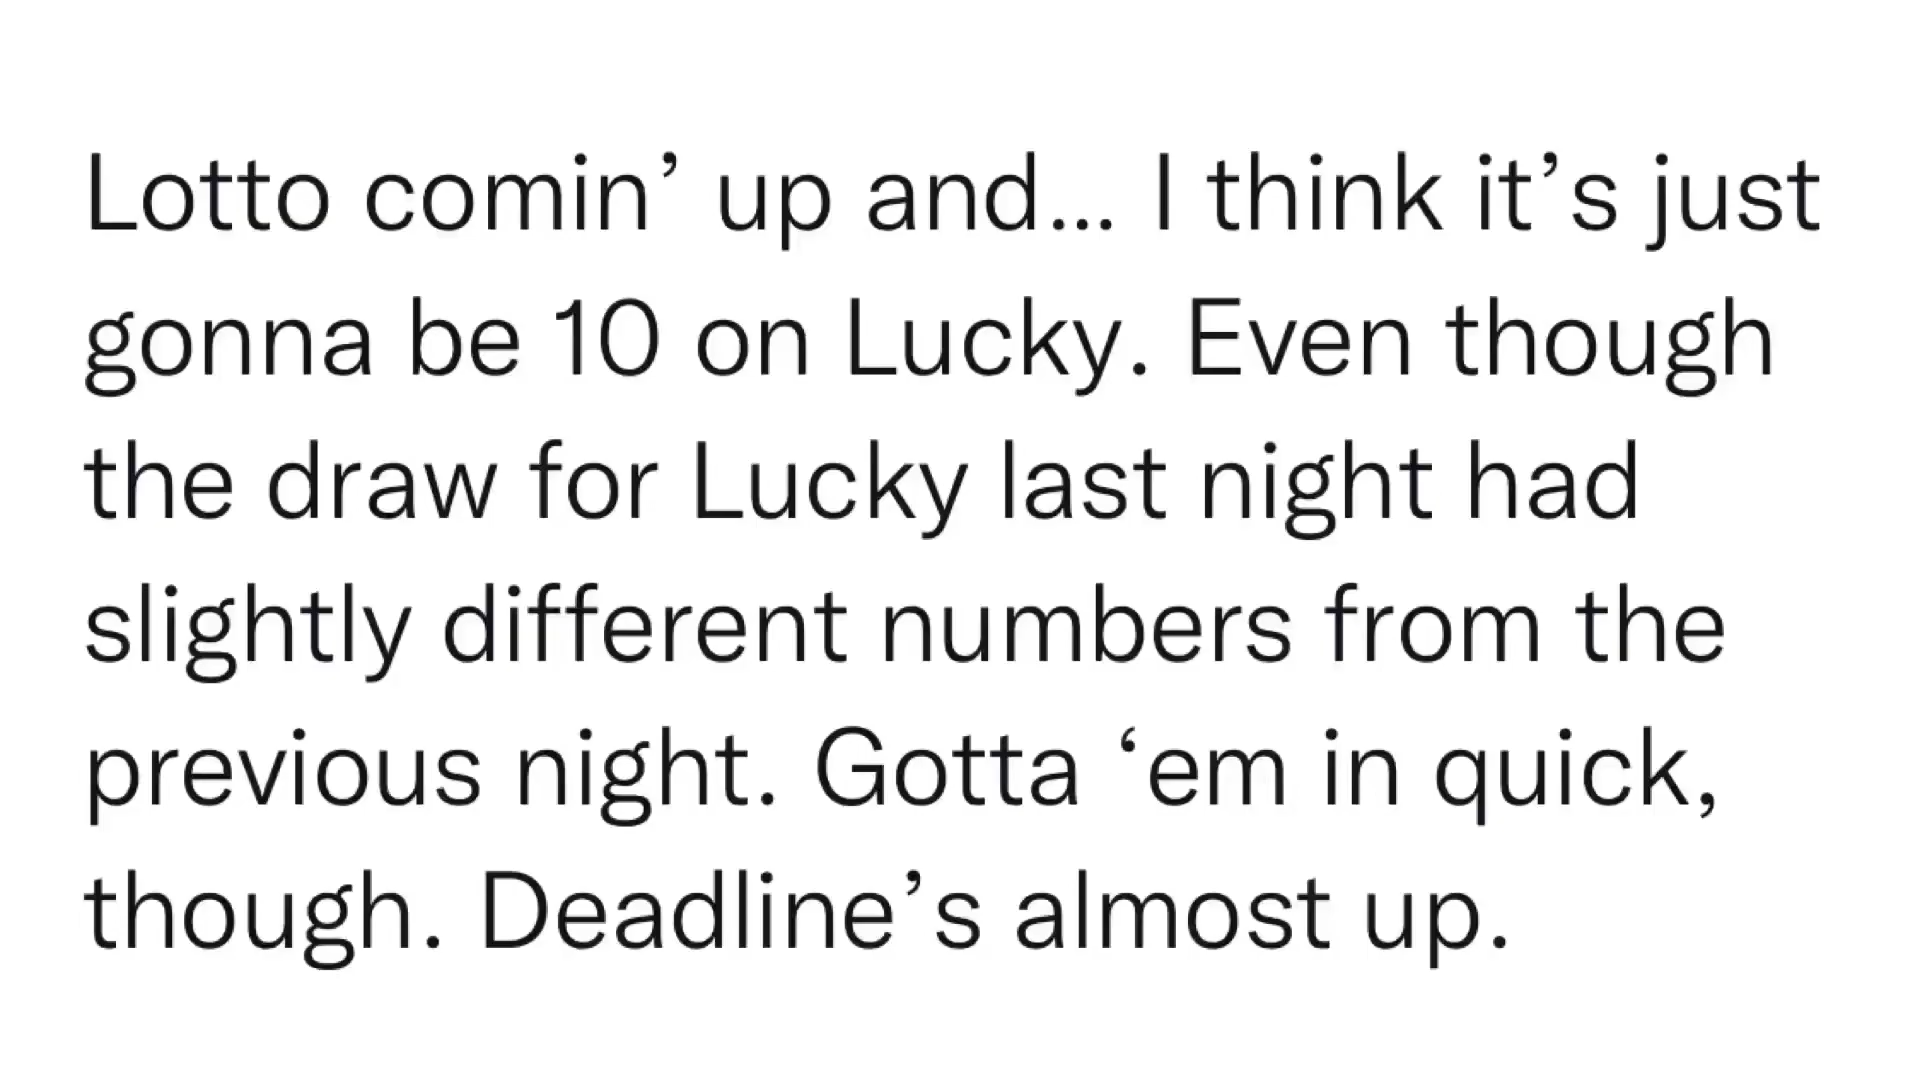 Lotto comin’ up and... I think it’s just
gonna be 10 on Lucky. Even though
the draw for Lucky last night had
slightly different numbers from the
previous night. Gotta ‘em in quick,
though. Deadline’s almost up.